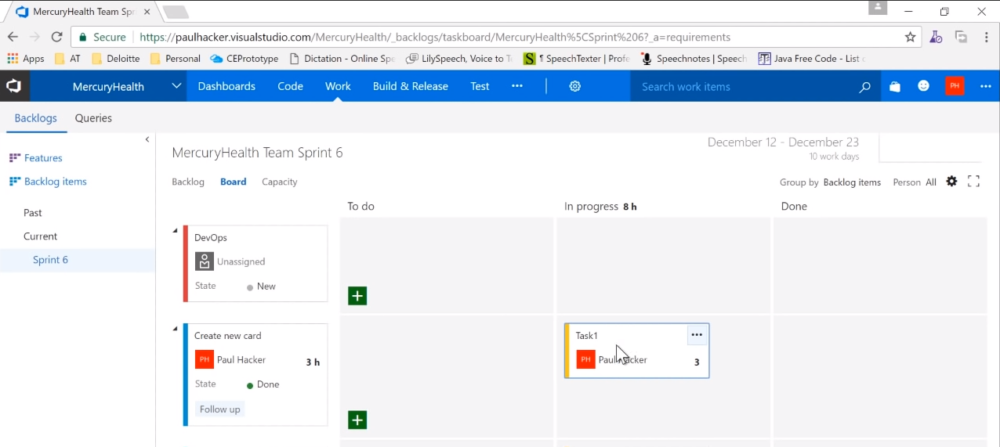 MercuryHealth Team Spr
Secure https://paulhacker.visualstudio.com/MercuryHealth/_backlogs/taskboard/MercuryHealth%5CSprint%206?_a=requirements
Apps AT Deloitte Personal CEPrototype Dictation - Online Spe LilySpeech, Voice to T ¶ SpeechTexter | Profe Speechnotes | Speech Java Free Code - List c
MercuryHealth Dashboards Code Work Build & Release Test Search work items PH
Backlogs Queries
Features
Backlog items
Past
Current
Sprint 6
MercuryHealth Team Sprint 6
December 12 - December 23
10 work days
Backlog Board Capacity
Group by Backlog items Person All
To do In progress 8 h Done
DevOps
Unassigned
State New
Create new card
PH Paul Hacker 3 h
State Done
Follow up
Task1
PH Paul 3